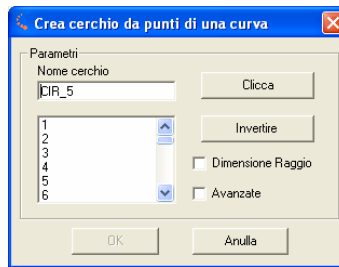 Crea cerchio da punti di una curva
Parametri
Nome cerchio
CIR_5
Clicca
1
2
3
4
5
6
Invertire
Dimensione Raggio
Avanzate
OK
Anulla